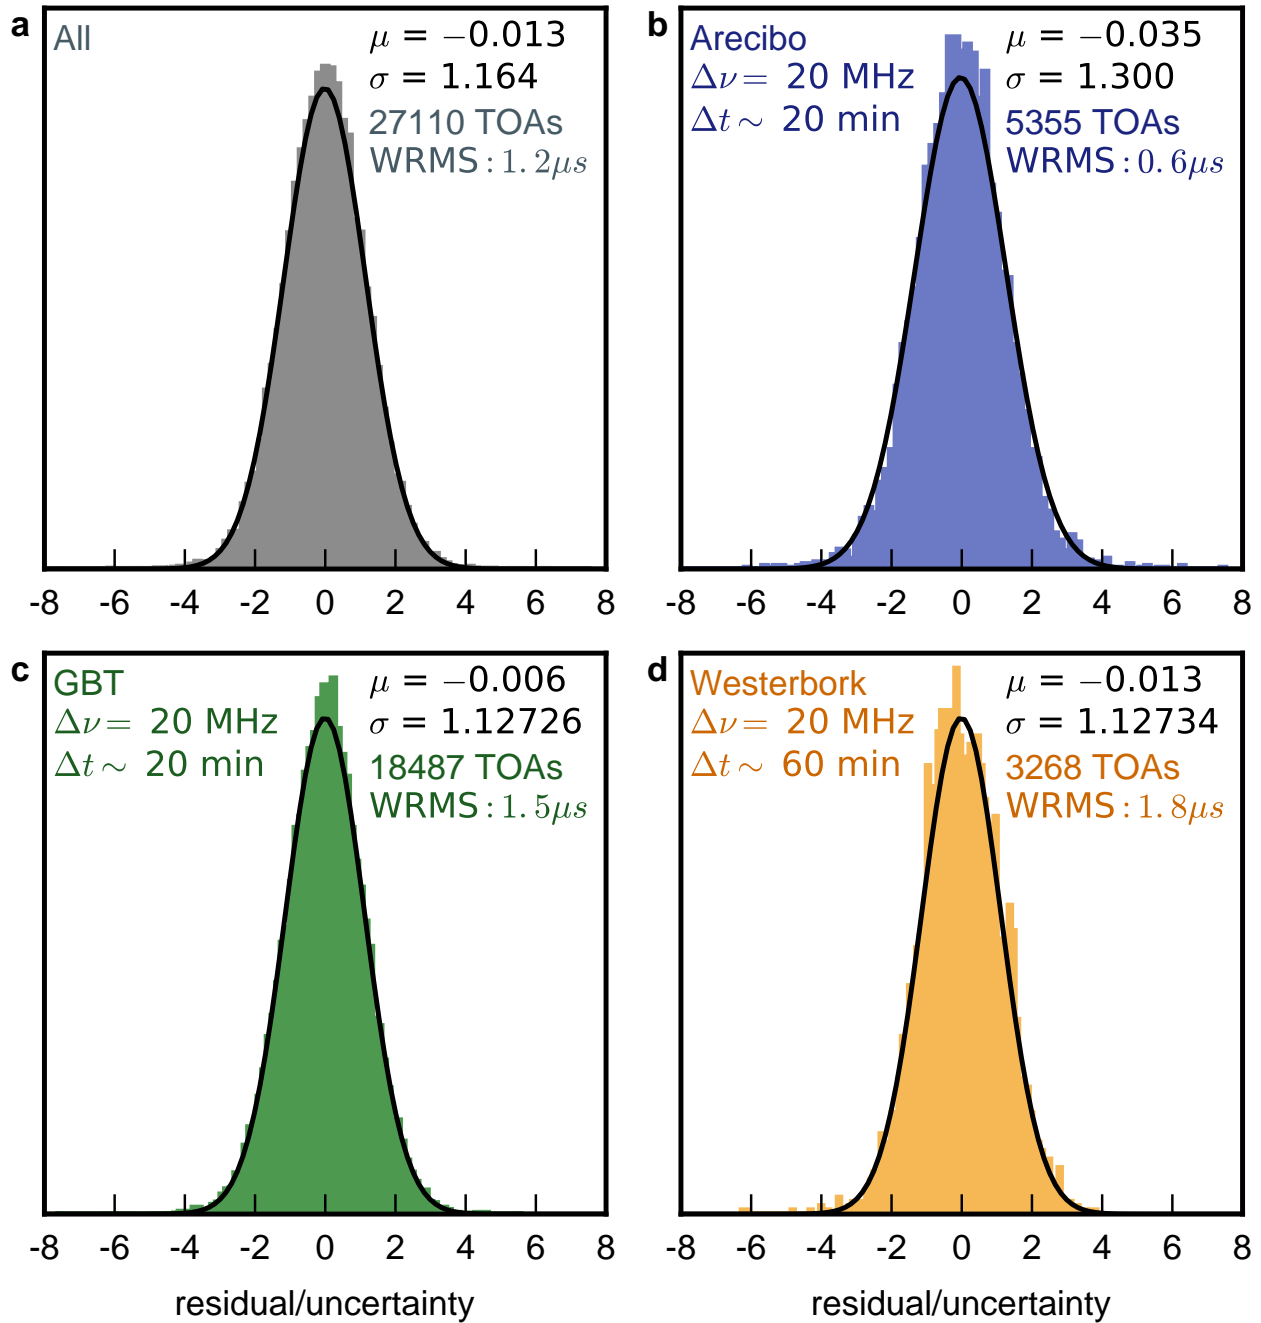 a
All
μ = −0.013
σ = 1.164
27110 TOAs
WRMS : 1.2μs
-8 -6 -4 -2 0 2 4 6 8
b
Arecibo
Δν = 20 MHz
Δt ∼ 20 min
μ = −0.035
σ = 1.300
5355 TOAs
WRMS : 0.6μs
-8 -6 -4 -2 0 2 4 6 8
c
GBT
Δν = 20 MHz
Δt ∼ 20 min
μ = −0.006
σ = 1.12726
18487 TOAs
WRMS : 1.5μs
-8 -6 -4 -2 0 2 4 6 8
residual/uncertainty
d
Westerbork
Δν = 20 MHz
Δt ∼ 60 min
μ = −0.013
σ = 1.12734
3268 TOAs
WRMS : 1.8μs
-8 -6 -4 -2 0 2 4 6 8
residual/uncertainty